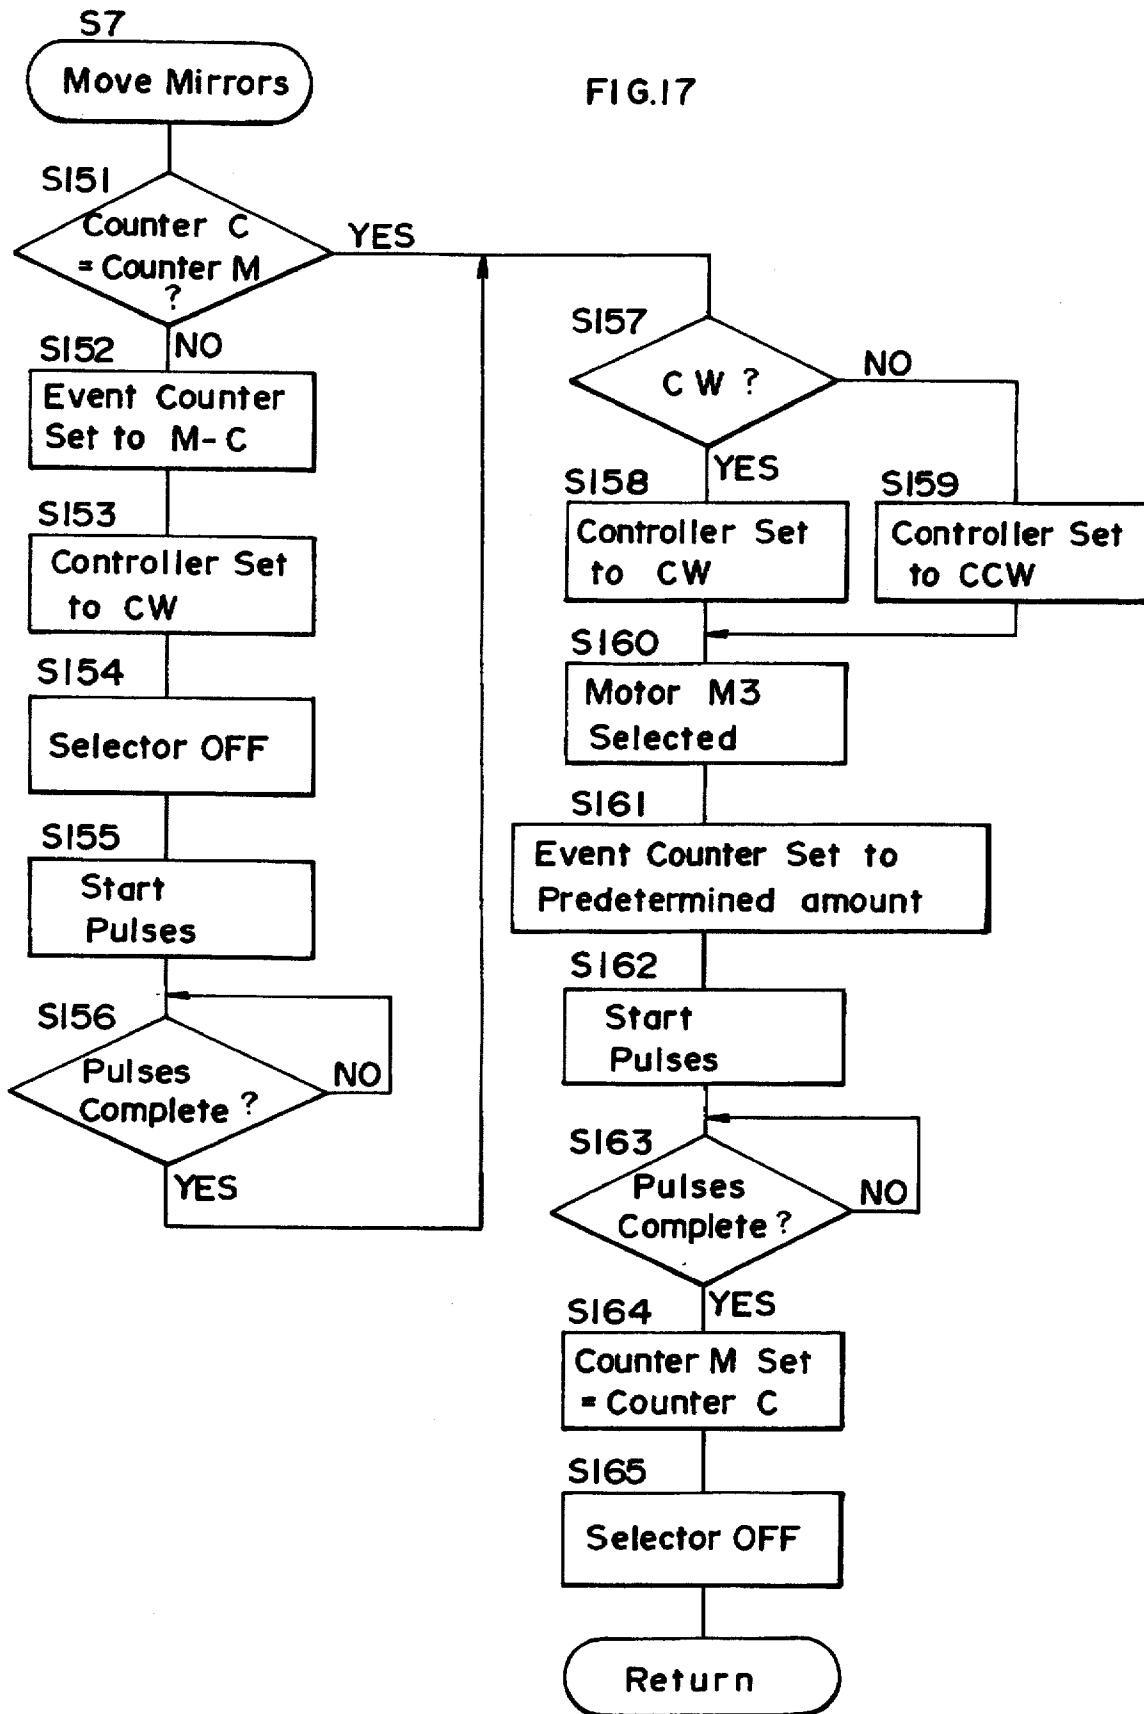 S7
Move Mirrors
FIG.17
S151
Counter C
= Counter M
?
YES
NO
S152
Event Counter
Set to M-C
S153
Controller Set
to CW
S154
Selector OFF
S155
Start
Pulses
S156
Pulses
Complete ?
NO
YES
S157
CW ?
NO
YES
S158
Controller Set
to CW
S159
Controller Set
to CCW
S160
Motor M3
Selected
S161
Event Counter Set to
Predetermined amount
S162
Start
Pulses
S163
Pulses
Complete ?
NO
YES
S164
Counter M Set
= Counter C
S165
Selector OFF
Return